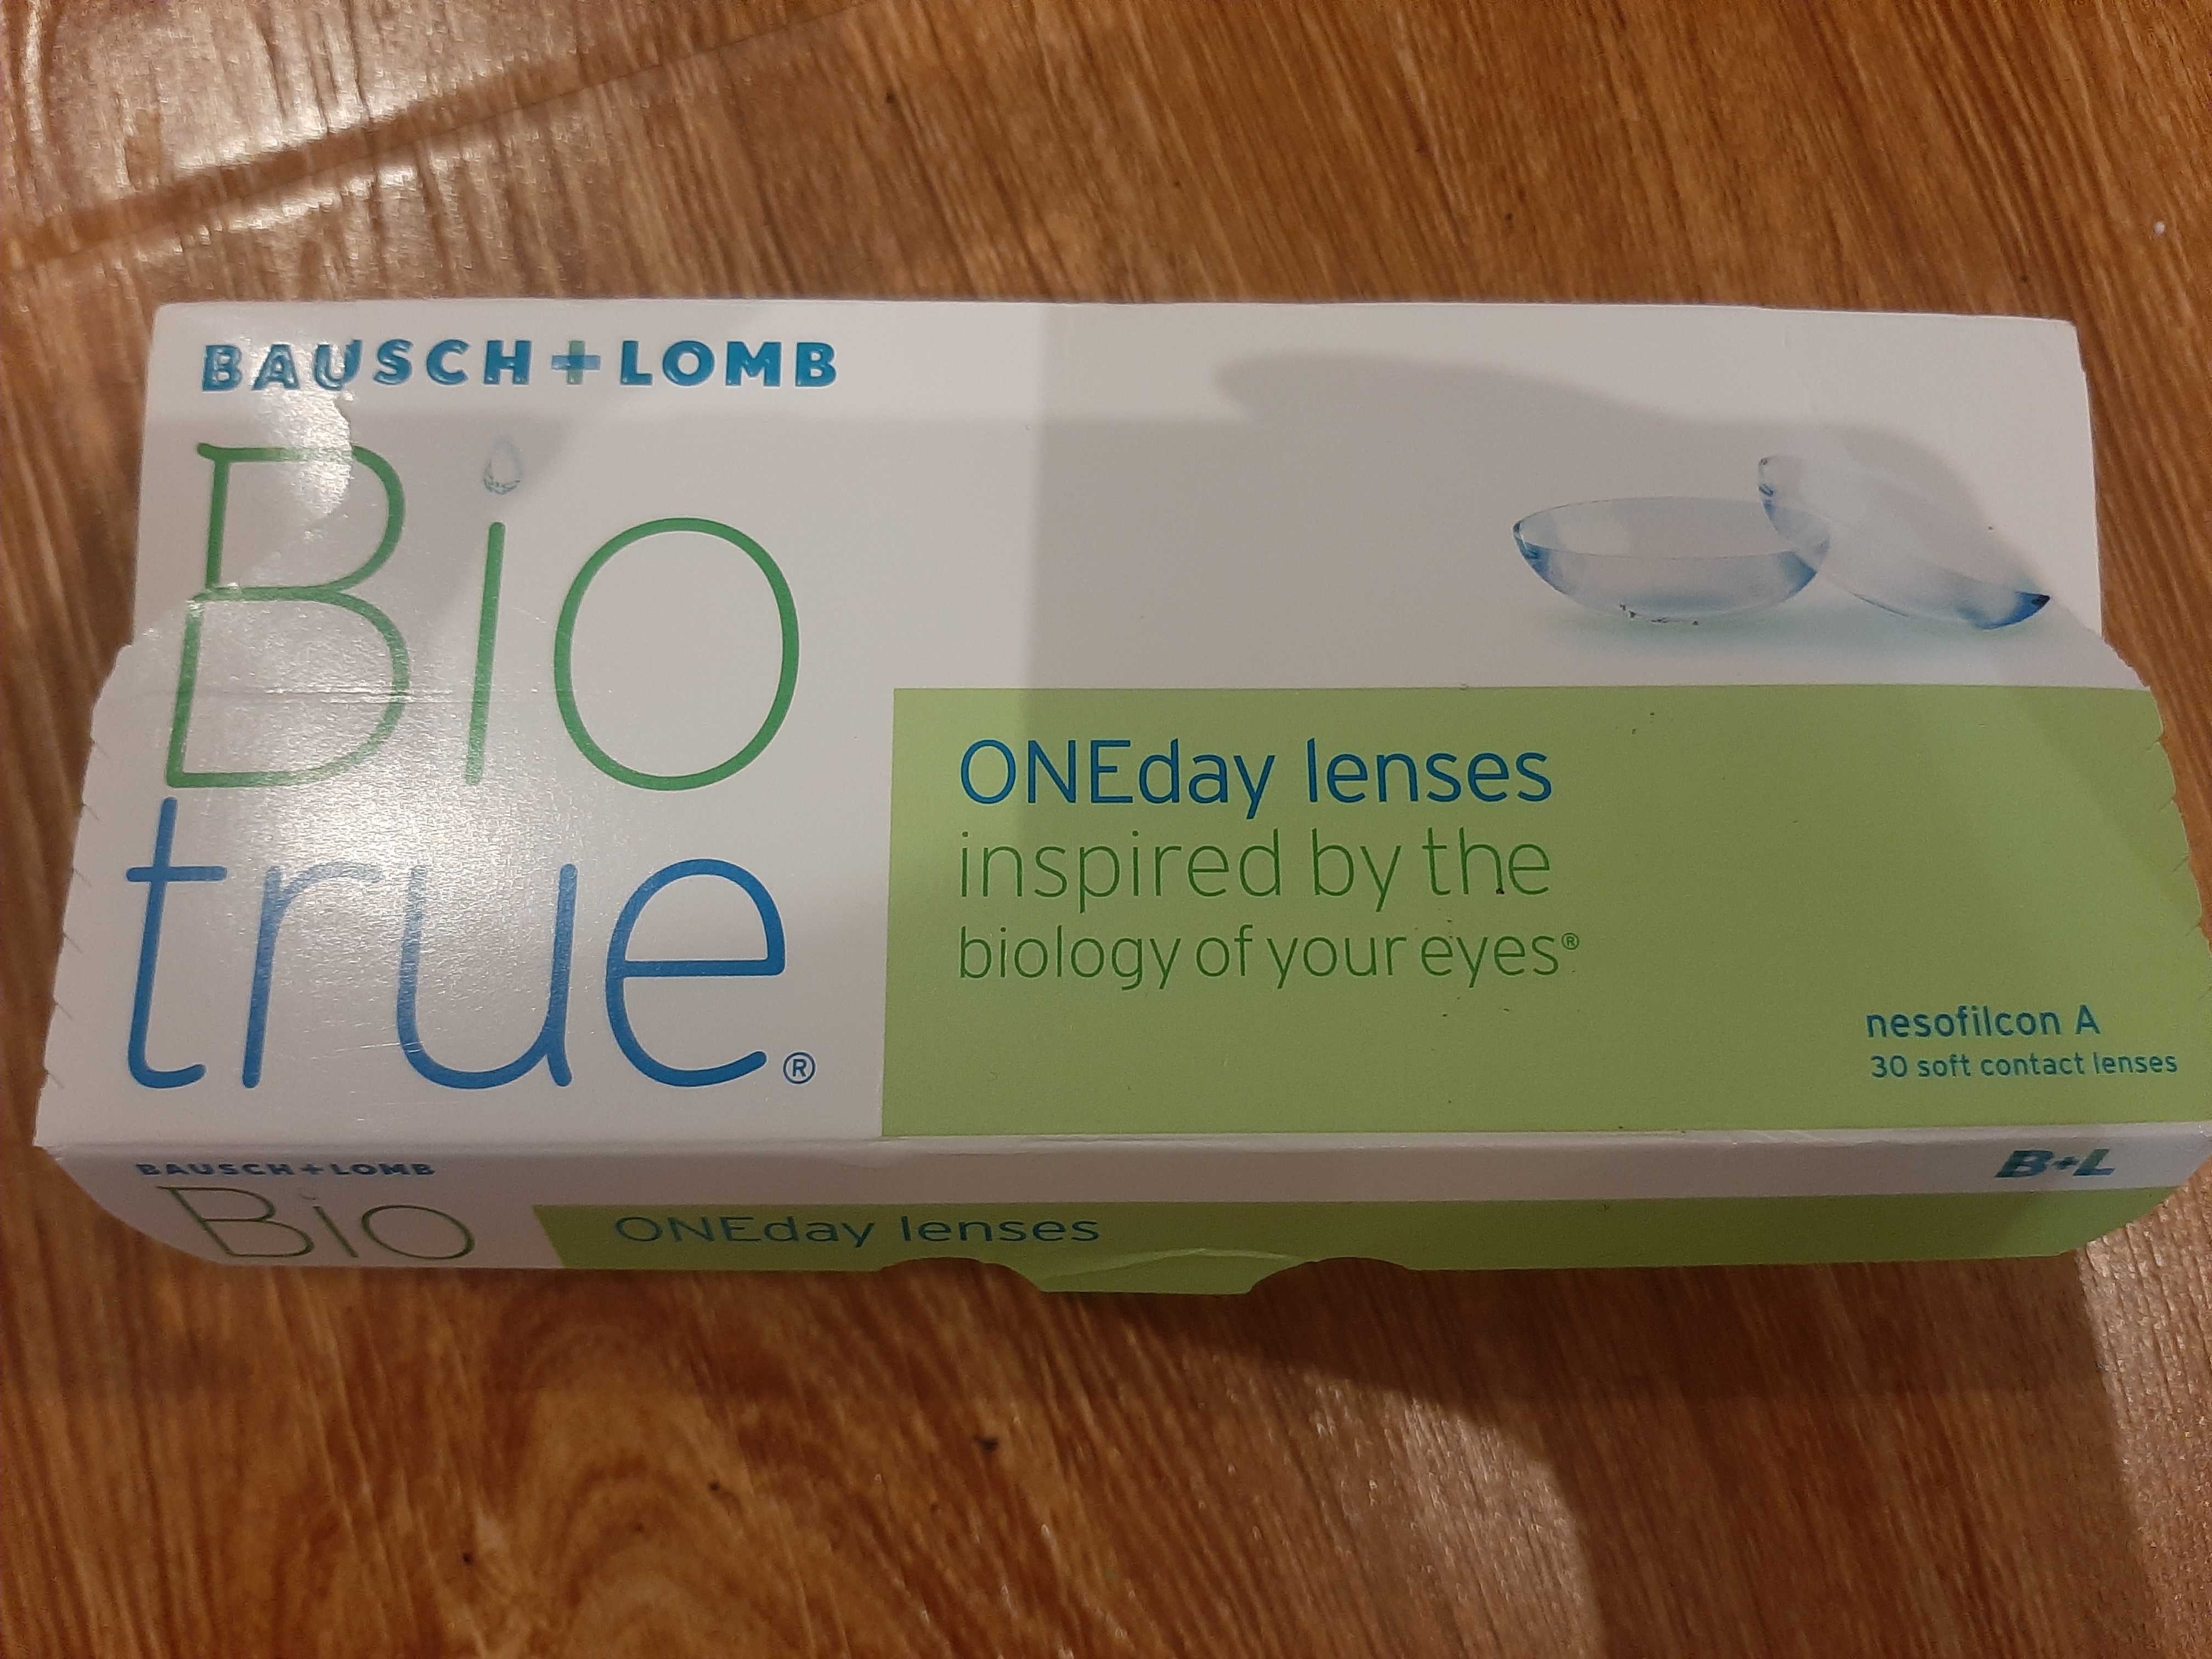 BAUSCH+LOMB
Bio
true®
ONEday lenses
inspired by the
biology of your eyes®
nesofilcon A
30 soft contact lenses
BAUSCH+LOMB
Bio
ONEday lenses
B+L